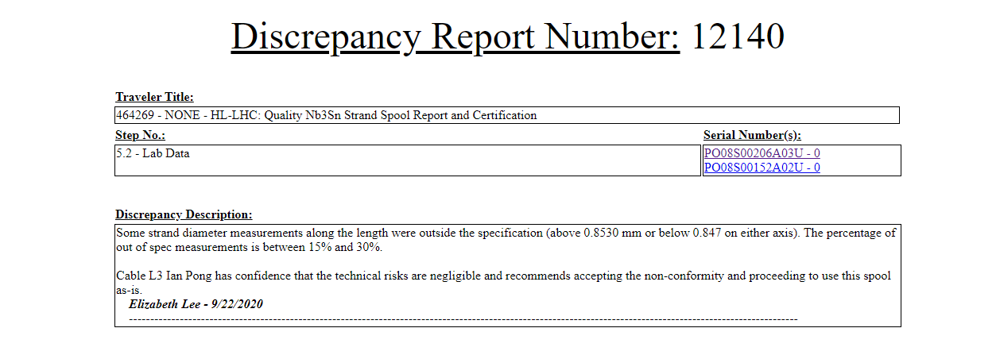 Discrepancy Report Number: 12140
Traveler Title:
464269 - NONE - HL-LHC: Quality Nb3Sn Strand Spool Report and Certification
Step No.:
Serial Number(s):
5.2 - Lab Data
PO08S00206A03U - 0
PO08S00152A02U - 0
Discrepancy Description:
Some strand diameter measurements along the length were outside the specification (above 0.8530 mm or below 0.847 on either axis). The percentage of
out of spec measurements is between 15% and 30%.
Cable L3 Ian Pong has confidence that the technical risks are negligible and recommends accepting the non-conformity and proceeding to use this spool
as-is.
Elizabeth Lee - 9/22/2020